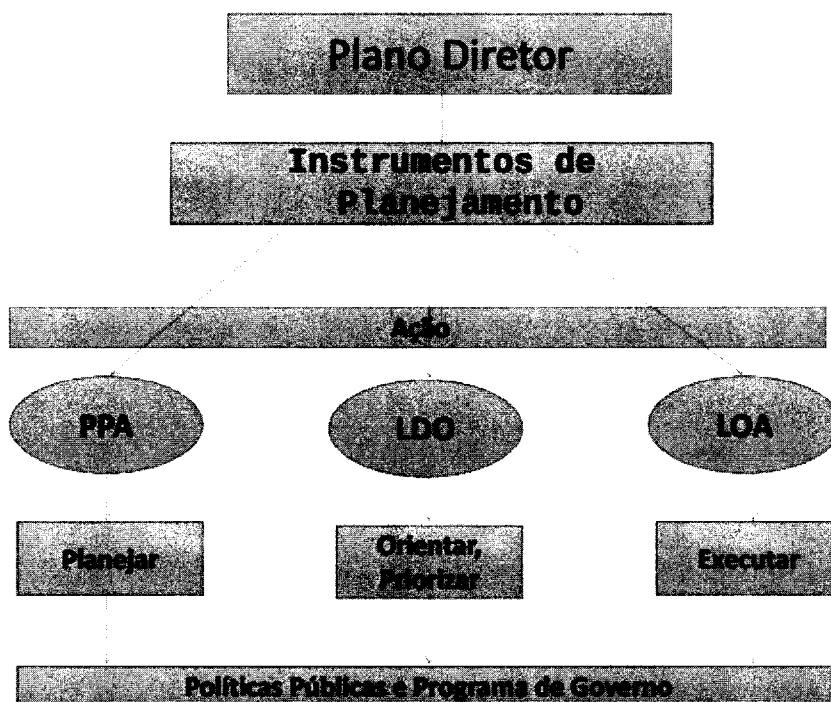 Plano Diretor
Instrumentos de
Planejamento
Ação
PPA
LDO
LOA
Planejar
Orientar,
Priorizar
Executar
Políticas Públicas e Programa de Governo